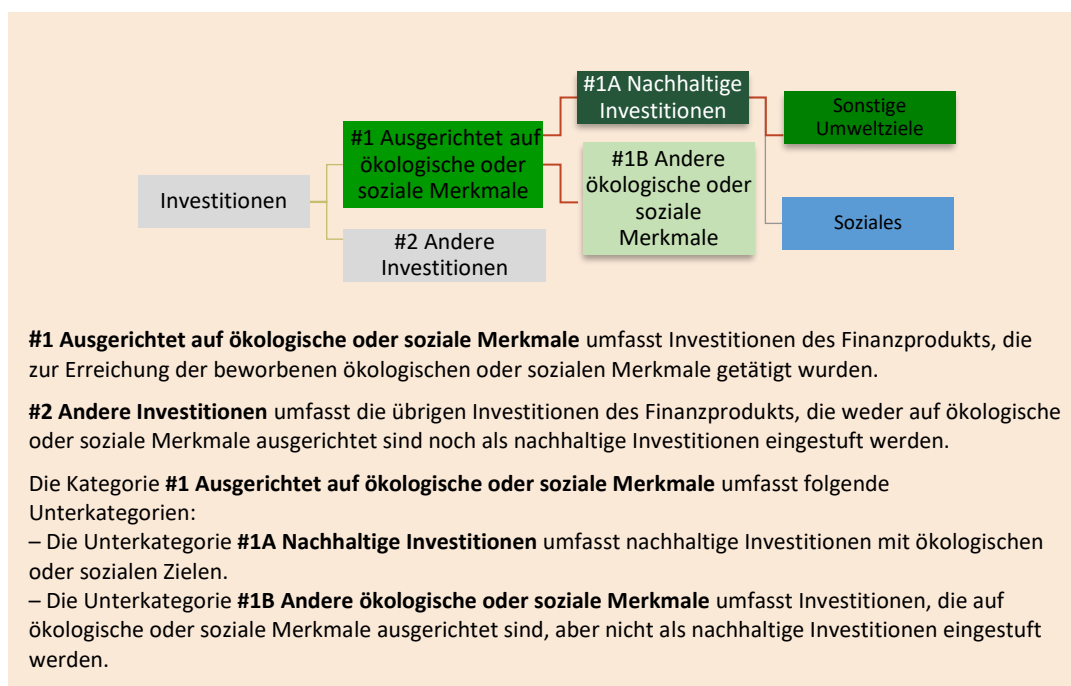 #1A Nachhaltige
Investitionen
Sonstige
Umweltziele
#1 Ausgerichtet auf
ökologische oder
soziale Merkmale
#1B Andere
ökologische oder
soziale
Merkmale
Investitionen
Soziales
#2 Andere
Investitionen
#1 Ausgerichtet auf ökologische oder soziale Merkmale umfasst Investitionen des Finanzprodukts, die
zur Erreichung der beworbenen ökologischen oder sozialen Merkmale getätigt wurden.
#2 Andere Investitionen umfasst die übrigen Investitionen des Finanzprodukts, die weder auf ökologische
oder soziale Merkmale ausgerichtet sind noch als nachhaltige Investitionen eingestuft werden.
Die Kategorie #1 Ausgerichtet auf ökologische oder soziale Merkmale umfasst folgende
Unterkategorien:
– Die Unterkategorie #1A Nachhaltige Investitionen umfasst nachhaltige Investitionen mit ökologischen
oder sozialen Zielen.
– Die Unterkategorie #1B Andere ökologische oder soziale Merkmale umfasst Investitionen, die auf
ökologische oder soziale Merkmale ausgerichtet sind, aber nicht als nachhaltige Investitionen eingestuft
werden.